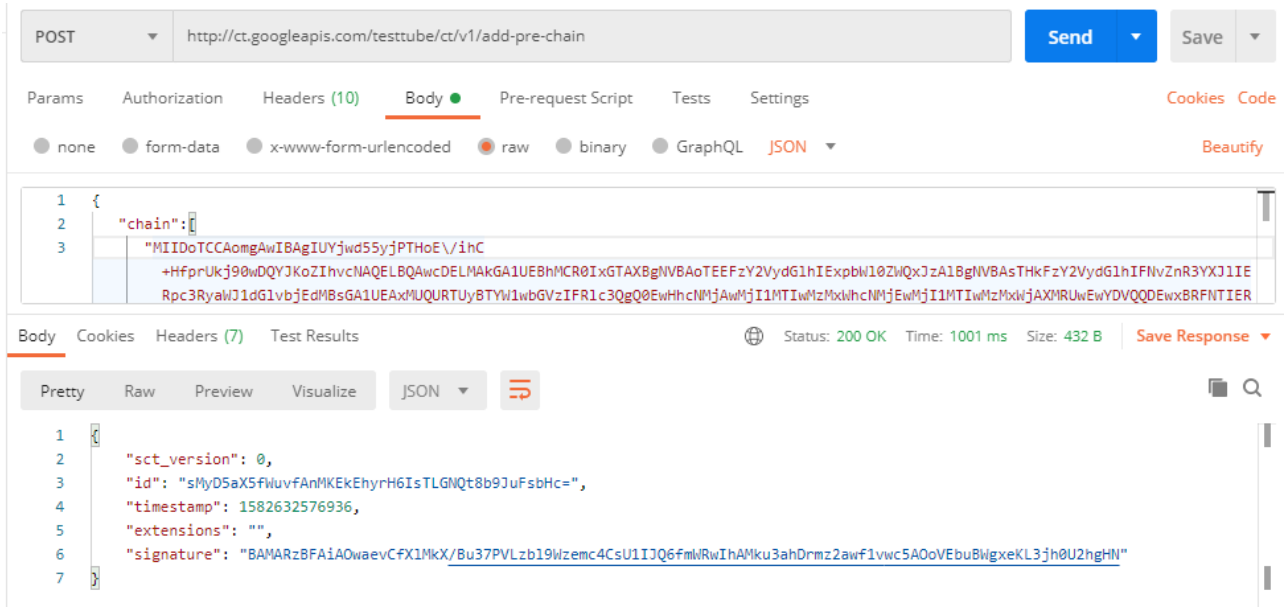 POST http://ct.googleapis.com/testtube/ct/v1/add-pre-chain Send Save
Params Authorization Headers (10) Body Pre-request Script Tests Settings Cookies Code
none form-data x-www-form-urlencoded raw binary GraphQL JSON Beautify
1 {
2 "chain":[
3 "MIIDoTCCAomgAwIBAgIUYjwd55yjPTHoE\/ihC
+HfprUkj90wDQYJKoZIhvcNAQELBQAwcDELMAkGA1UEBhMCR0IxGTAXBgNVBAoTEEFzY2VydGlhIExpbWl0ZWQxJzAlBgNVBAsTHkFzY2VydGlhIFNvZnR3YXJlIE
Rpc3RyaWJ1dGlvbjEdMBsGA1UEAxMUQURTUyBTYW1wbGVzIFRlc3QgQ0EwHhcNMjAwMjI1MTIwMzMxWhcNMjEwMjI1MTIwMzMxWjAXMRUwEwYDVQQDEwxBRFNTIER
Body Cookies Headers (7) Test Results Status: 200 OK Time: 1001 ms Size: 432 B Save Response
Pretty Raw Preview Visualize JSON
1 {
2 "sct_version": 0,
3 "id": "sMyD5aX5fWuvfAnMKEkEhyrH6IsTLGNQt8b9JuFsbHc=",
4 "timestamp": 1582632576936,
5 "extensions": "",
6 "signature": "BAMARzBFAiAOwaevCfXlMkX/Bu37PVLzbl9Wzemc4CsU1IJQ6fmWRwIhAMku3ahDrmz2awf1vwc5AOoVEbuBWgxeKL3jh0U2hgHN"
7 }